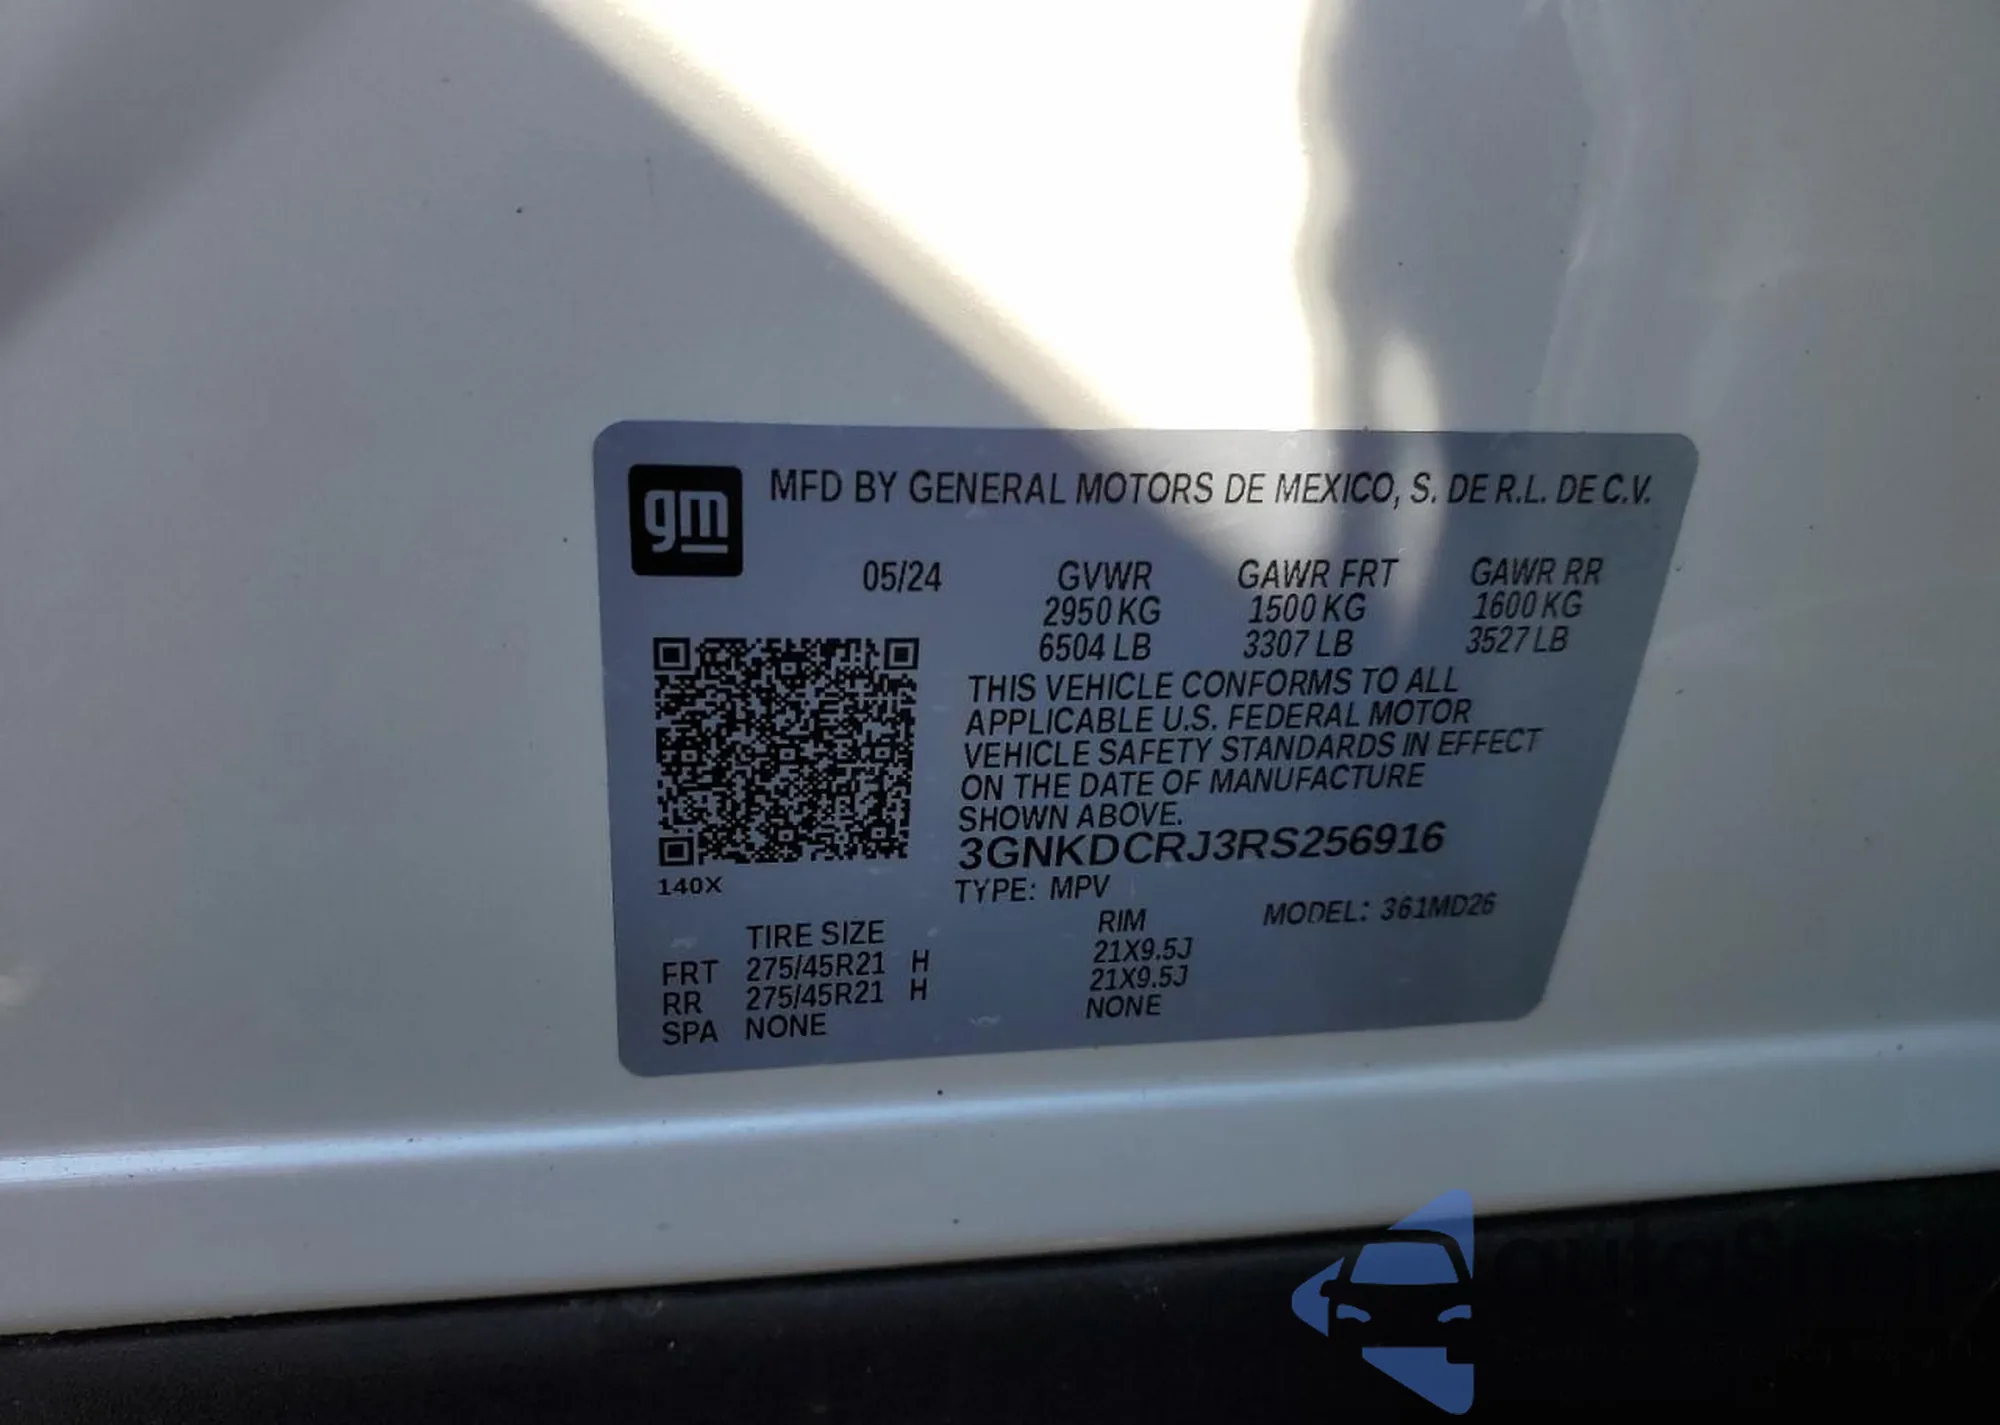 gm
MFD BY GENERAL MOTORS DE MEXICO, S. DE R.L. DE C.V.
05/24 GVWR GAWR FRT GAWR RR
2950 KG 1500 KG 1600 KG
6504 LB 3307 LB 3527 LB
THIS VEHICLE CONFORMS TO ALL
APPLICABLE U.S. FEDERAL MOTOR
VEHICLE SAFETY STANDARDS IN EFFECT
ON THE DATE OF MANUFACTURE
SHOWN ABOVE.
3GNKDCRJ3RS256916
140X TYPE: MPV
TIRE SIZE RIM MODEL: 361MD26
FRT 275/45R21 H 21X9.5J
RR 275/45R21 H 21X9.5J
SPA NONE NONE